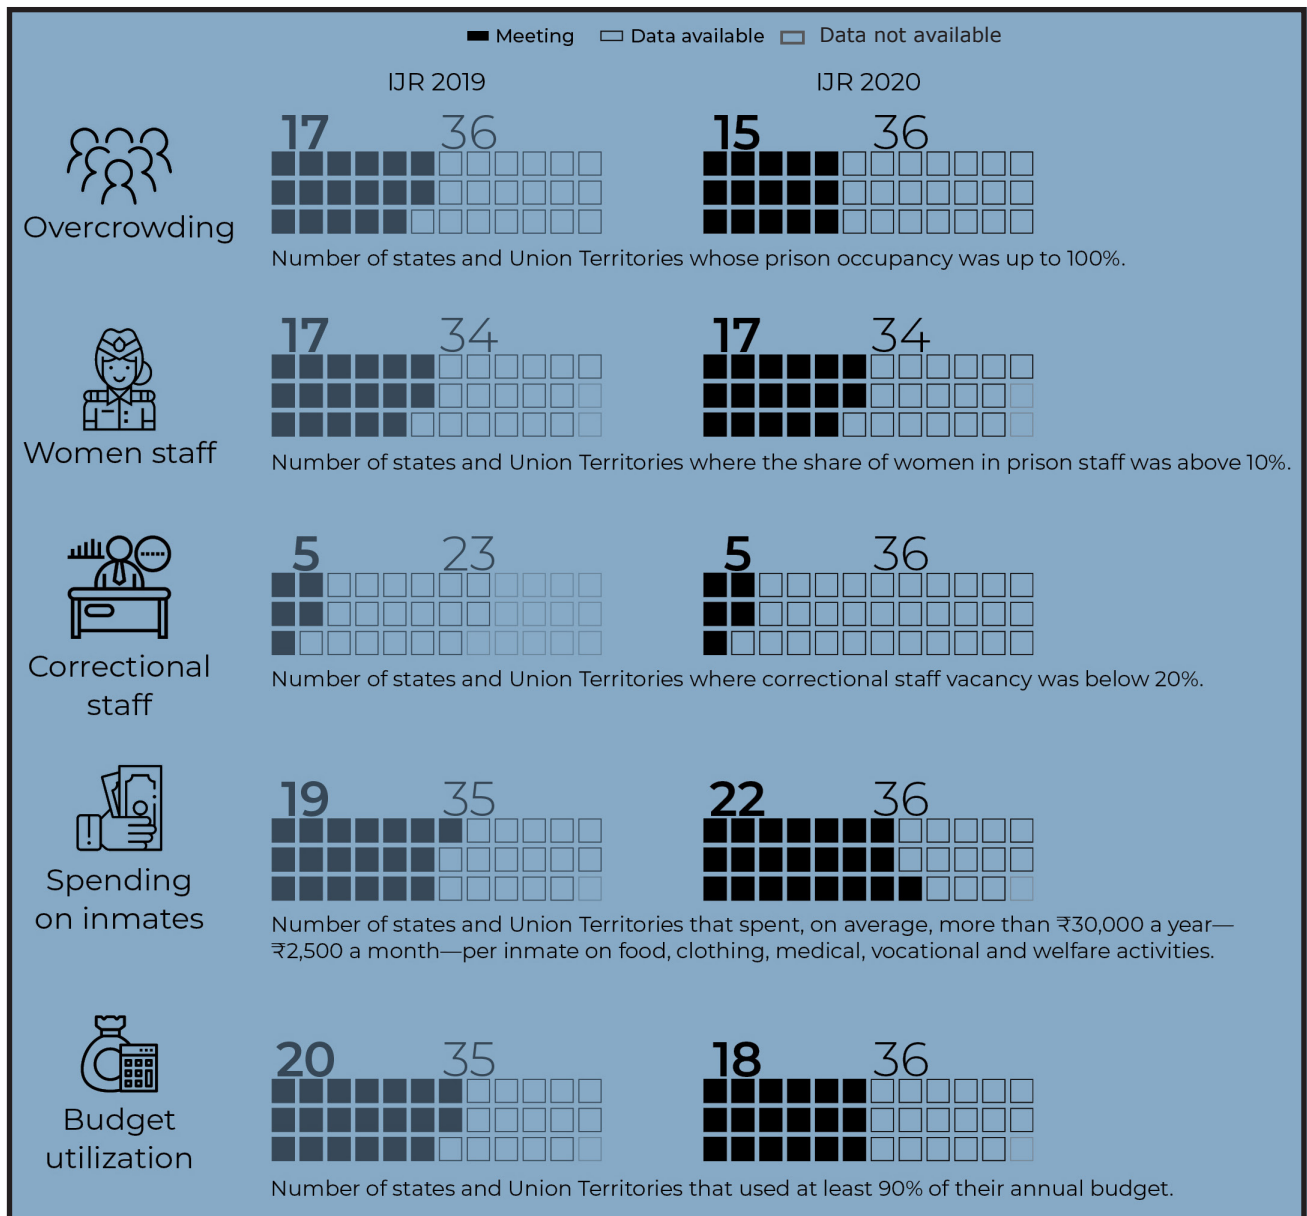 Meeting Data available Data not available
IJR 2019 IJR 2020
17 36 15 36
Overcrowding
Number of states and Union Territories whose prison occupancy was up to 100%.
17 34 17 34
Women staff
Number of states and Union Territories where the share of women in prison staff was above 10%.
5 23 5 36
Correctional
staff
Number of states and Union Territories where correctional staff vacancy was below 20%.
19 35 22 36
Spending
on inmates
Number of states and Union Territories that spent, on average, more than ₹30,000 a year—
₹2,500 a month—per inmate on food, clothing, medical, vocational and welfare activities.
20 35 18 36
Budget
utilization
Number of states and Union Territories that used at least 90% of their annual budget.